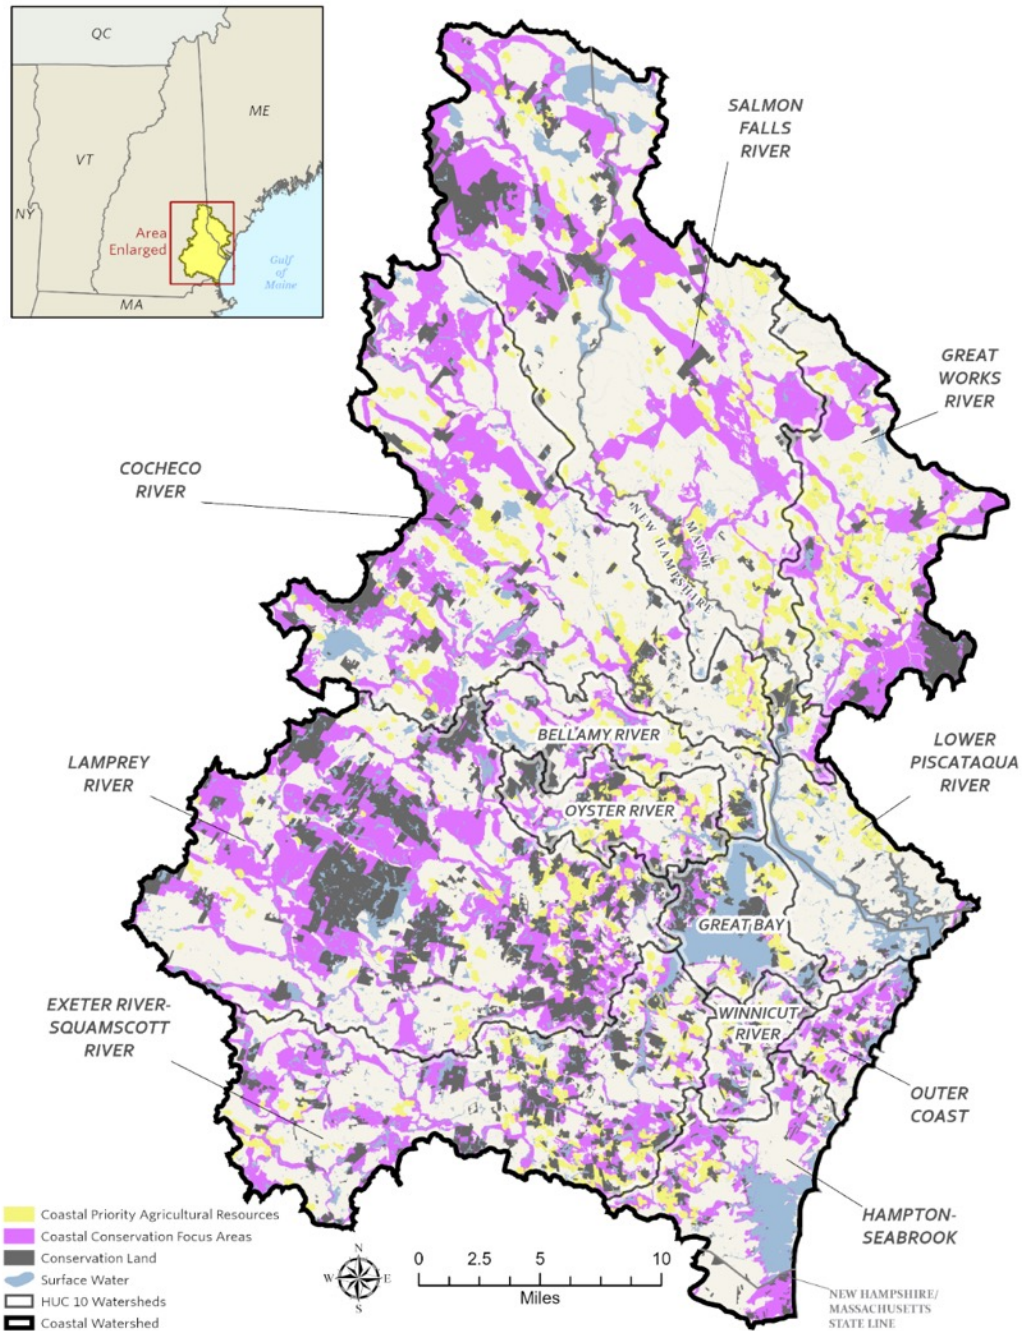 QC
ME
VT
NY
Area
Enlarged
Gulf
of
Maine
MA
SALMON
FALLS
RIVER
GREAT
WORKS
RIVER
COCHECO
RIVER
NEW HAMPSHIRE
MAINE
BELLAMY RIVER
LOWER
PISCATAQUA
RIVER
LAMPREY
RIVER
OYSTER RIVER
GREAT BAY
EXETER RIVER-
SQUAMSCOTT
RIVER
WINNICUT
RIVER
OUTER
COAST
HAMPTON-
SEABROOK
Coastal Priority Agricultural Resources
Coastal Conservation Focus Areas
Conservation Land
Surface Water
HUC 10 Watersheds
Coastal Watershed
N
W
E
S
0 2.5 5 10
Miles
NEW HAMPSHIRE/
MASSACHUSETTS
STATE LINE